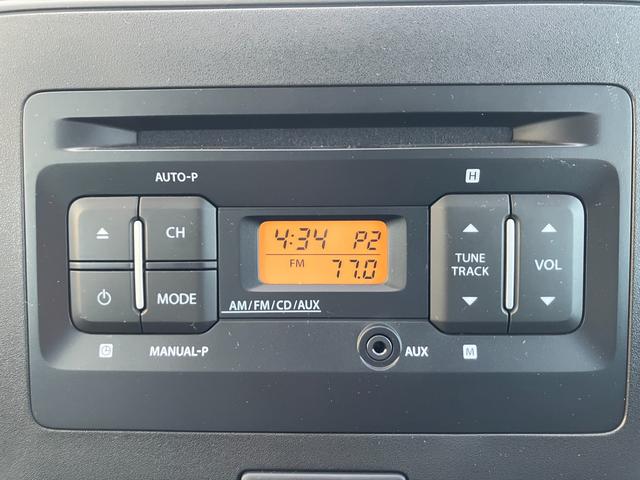 AUTO-P
H
CH
4:34 P2
TUNE
TRACK
VOL
FM 77.0
MODE
AM/FM/CD/AUX
MANUAL-P
AUX
M